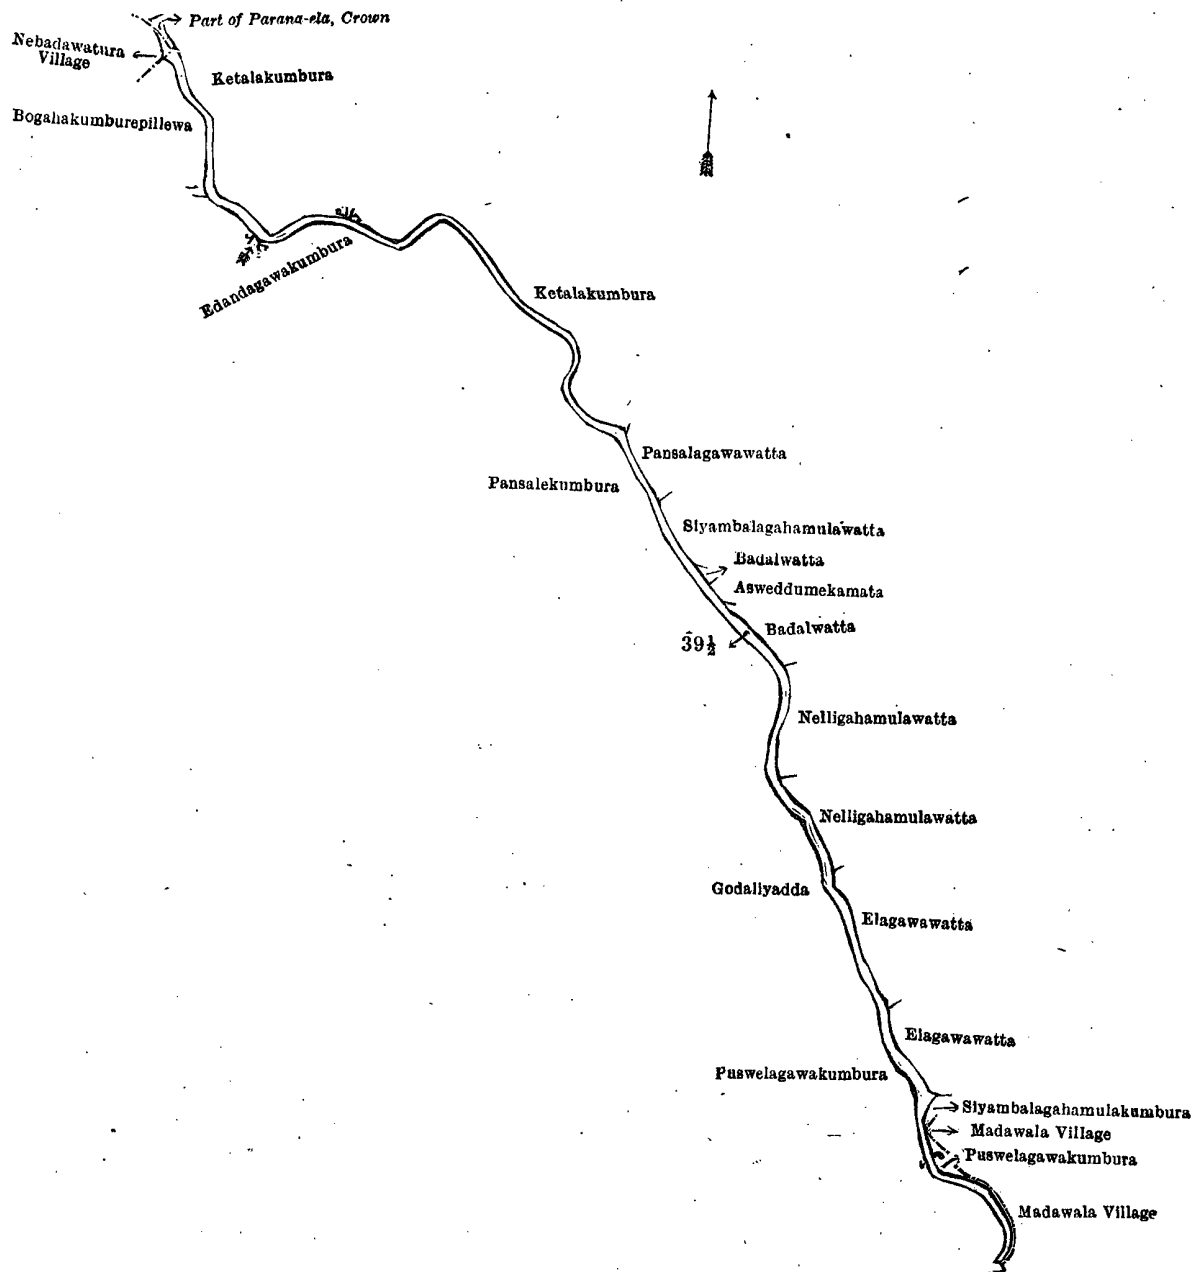 Part of Parana-ela, Crown
Nebadawatura
Village
Ketalakumbura
Bogahakumburepillewa
Edandagawakumbura
Ketalakumbura
Pansalagawawatta
Pansalekumbura
Siyambalagahamulawatta
Badalwatta
Asweddumekamata
Badalwatta
39½
Nelligahamulawatta
Nelligahamulawatta
Godaliyadda
Elagawawatta
Elagawawatta
Puswelagawakumbura
Siyambalagahamulakumbura
Madawala Village
Puswelagawakumbura
Madawala Village